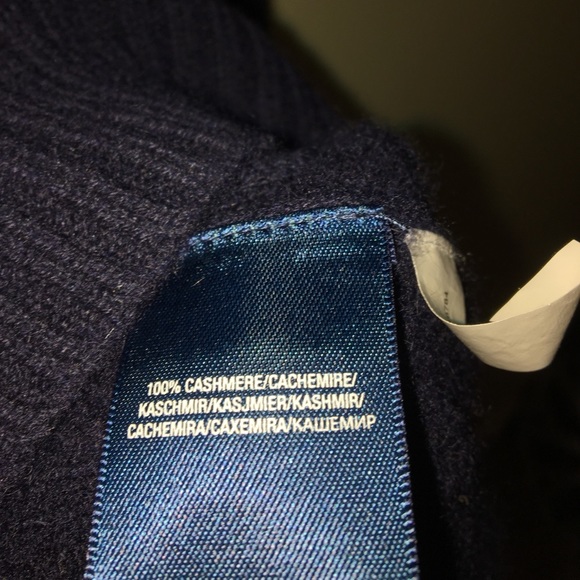 100% CASHMERE/CACHEMIRE/
KASCHMIR/KASJMIER/KASHMIR/
CACHEMIRA/CAXEMIRA/КАШЕМИР